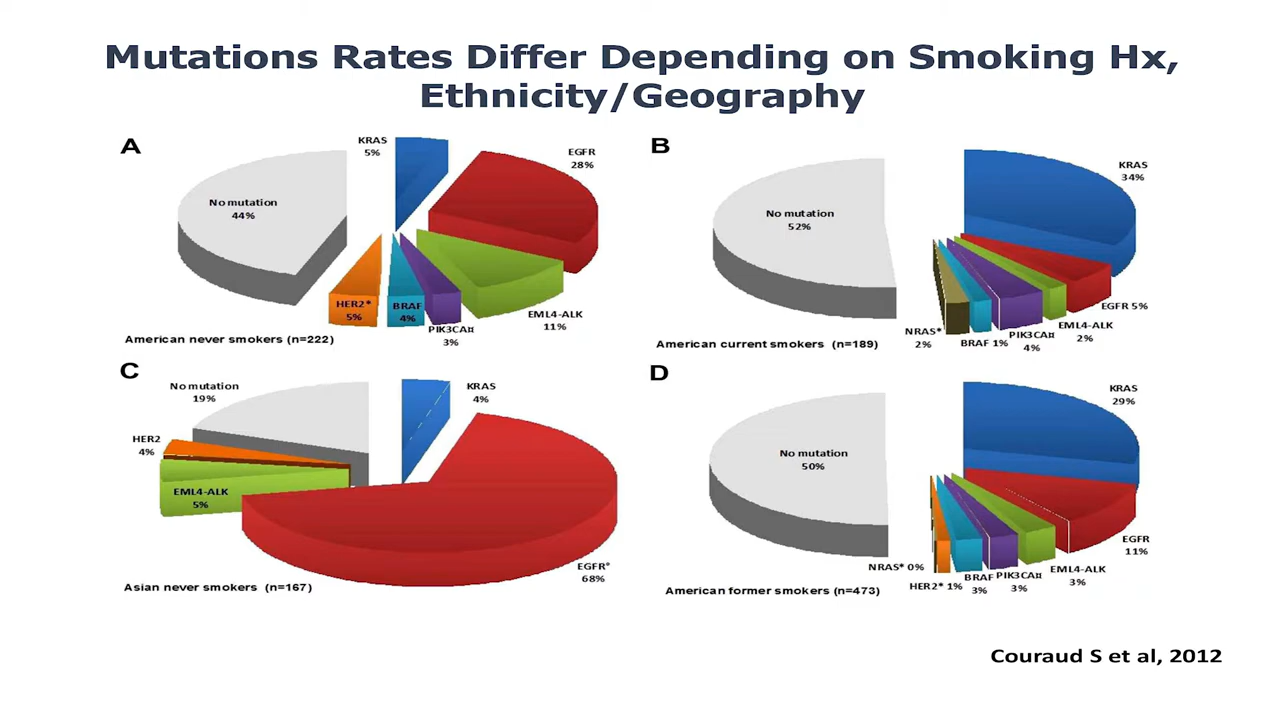 Mutations Rates Differ Depending on Smoking Hx,
Ethnicity/Geography
A
KRAS
5%
EGFR
28%
No mutation
44%
HER2*
5%
BRAF
4%
PIK3CA¤
3%
EML4-ALK
11%
American never smokers (n=222)
B
KRAS
34%
No mutation
52%
EGFR 5%
EML4-ALK
2%
PIK3CA¤
4%
BRAF 1%
NRAS*
2%
American current smokers (n=189)
C
No mutation
19%
KRAS
4%
HER2
4%
EML4-ALK
5%
EGFR°
68%
Asian never smokers (n=167)
D
KRAS
29%
No mutation
50%
EGFR
11%
EML4-ALK
3%
PIK3CA¤
3%
BRAF
3%
HER2* 1%
NRAS* 0%
American former smokers (n=473)
Couraud S et al, 2012